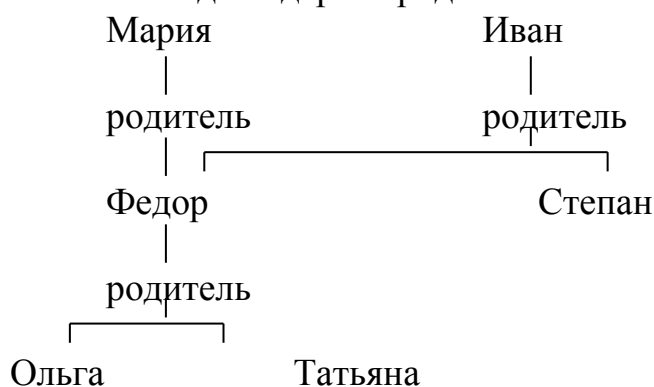 Мария Иван
родитель родитель
Федор Степан
родитель
Ольга Татьяна